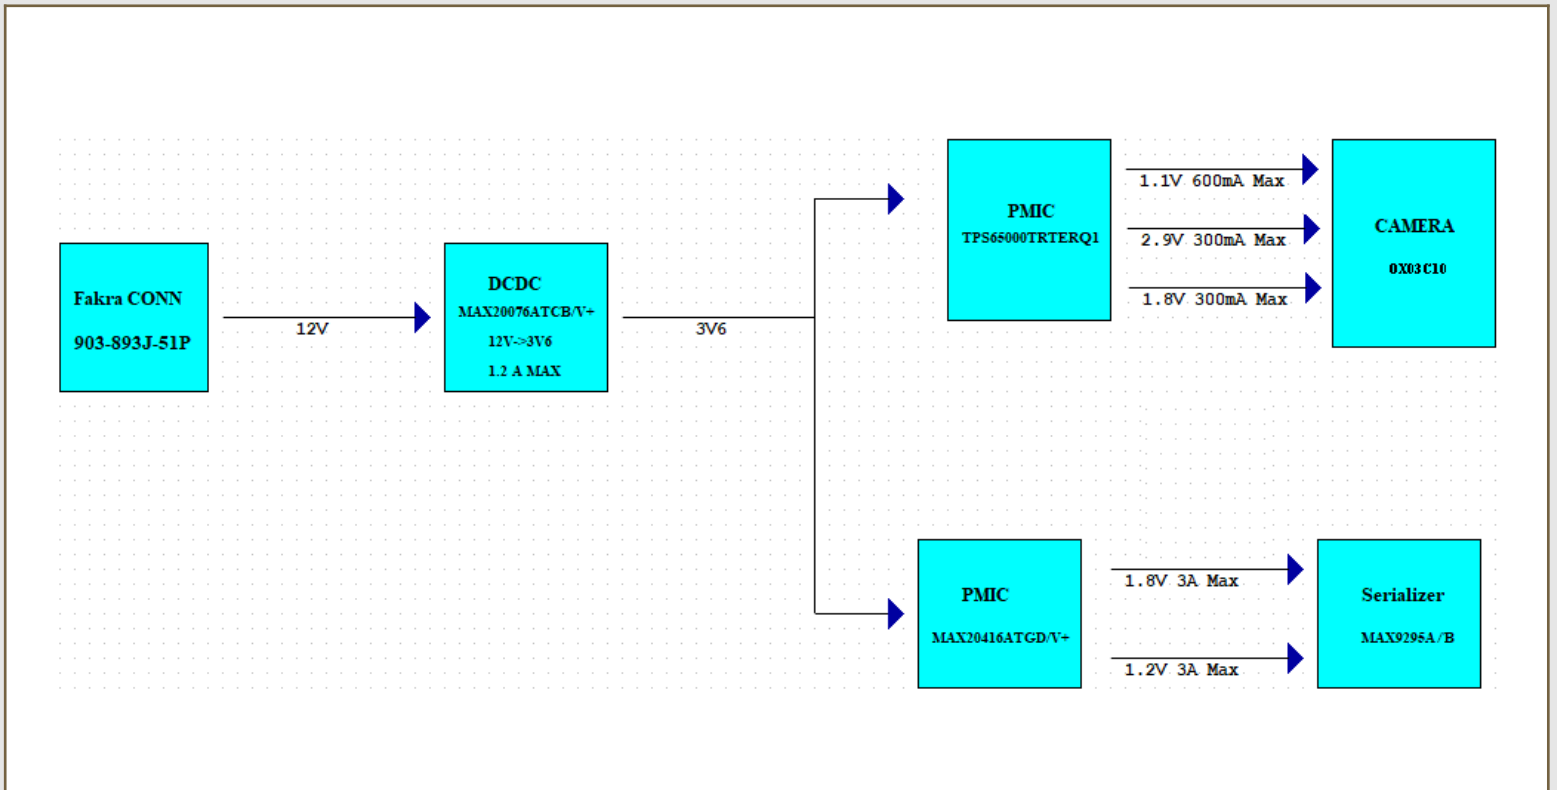 Fakra CONN
903-893J-51P
12V
DCDC
MAX20076ATCB/V+
12V->3V6
1.2 A MAX
3V6
PMIC
TPS65000TRTERQ1
1.1V 600mA Max
2.9V 300mA Max
1.8V 300mA Max
CAMERA
0X03C10
PMIC
MAX20416ATGD/V+
1.8V 3A Max
1.2V 3A Max
Serializer
MAX9295A/B